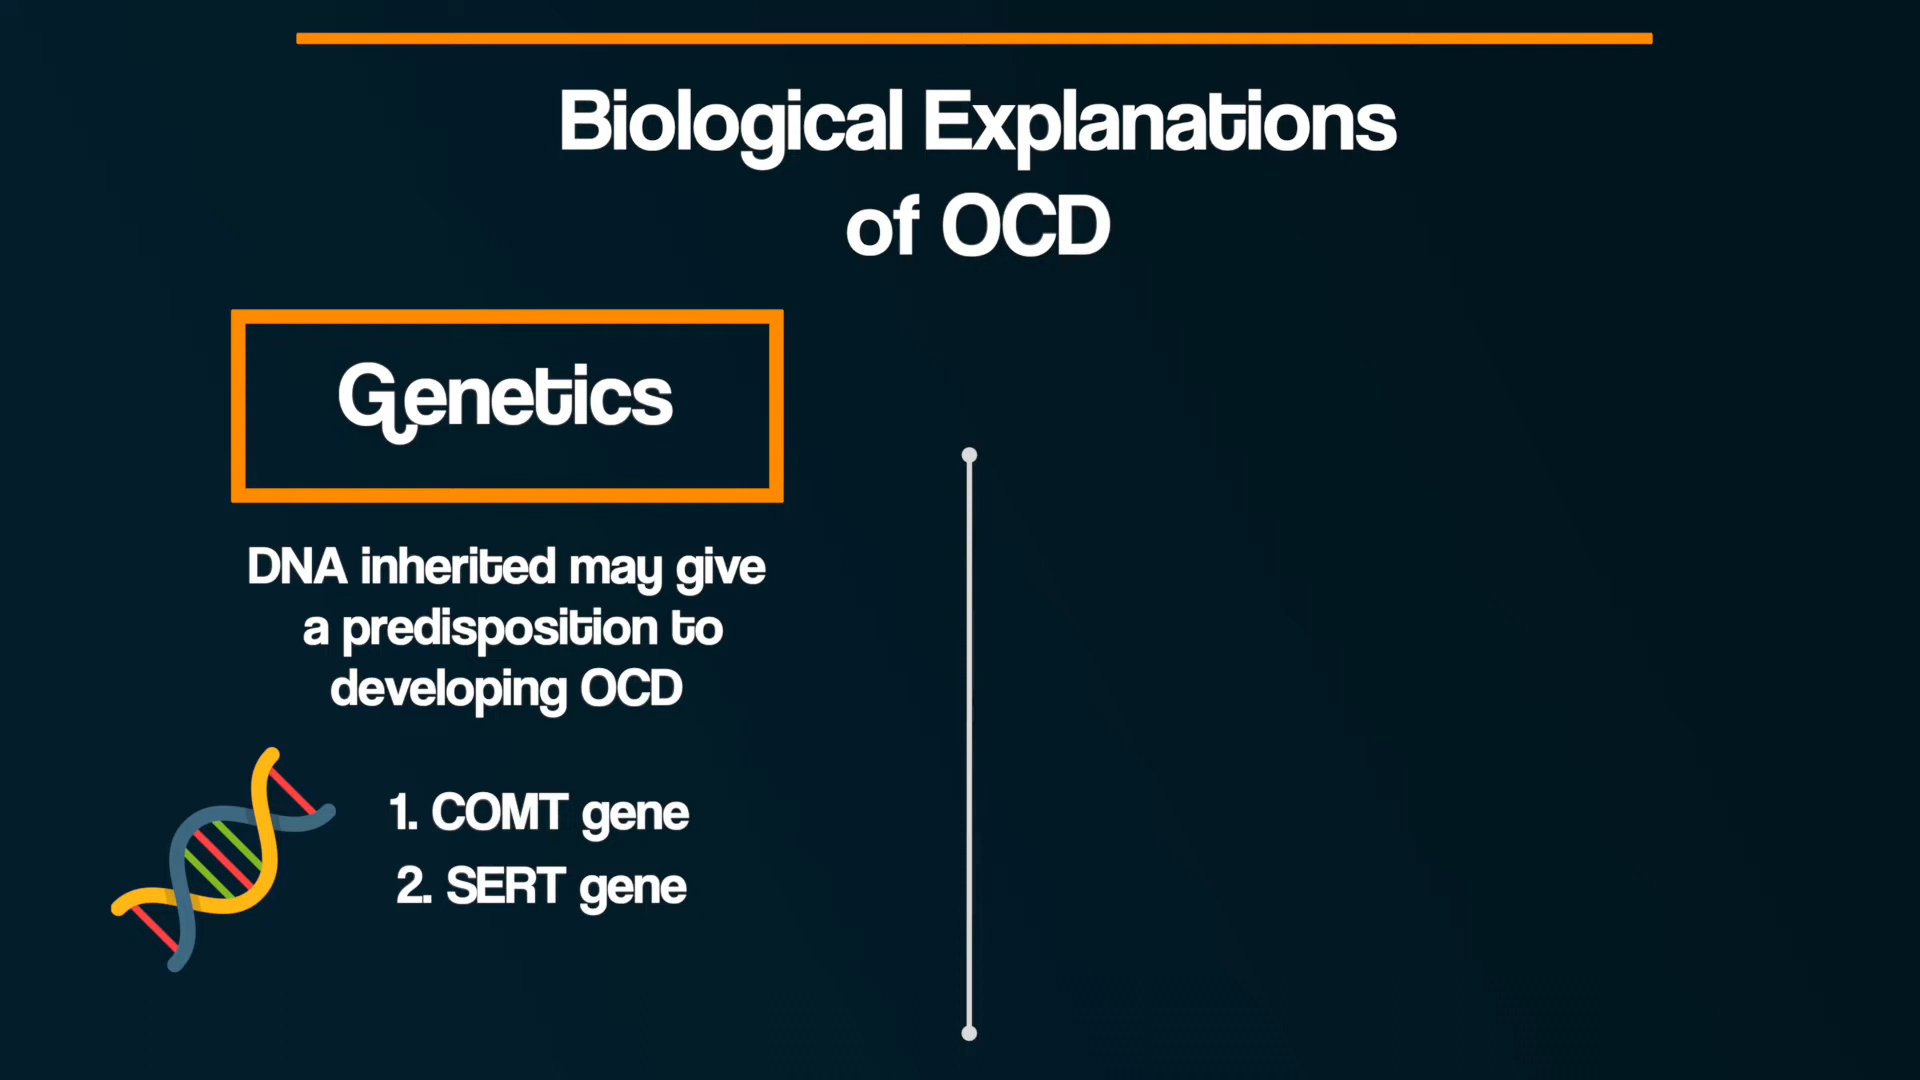 Biological Explanations
of OCD
Genetics
DNA inherited may give
a predisposition to
developing OCD
1. COMT gene
2. SERT gene